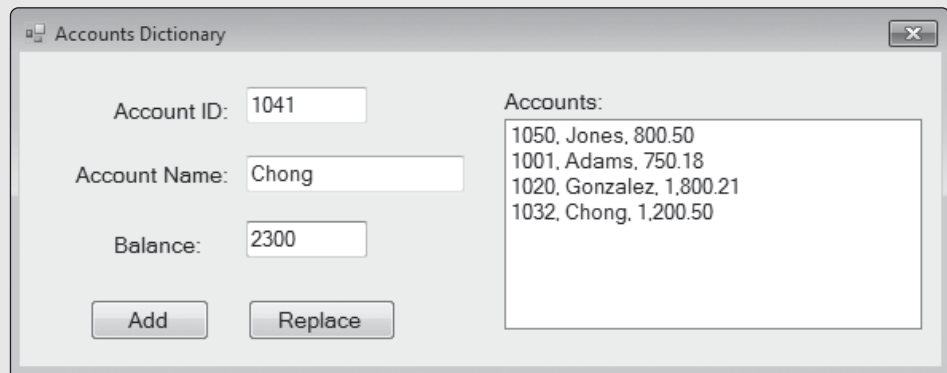 Accounts Dictionary
Account ID: 1041
Account Name: Chong
Balance: 2300
Add Replace
Accounts:
1050, Jones, 800.50
1001, Adams, 750.18
1020, Gonzalez, 1,800.21
1032, Chong, 1,200.50